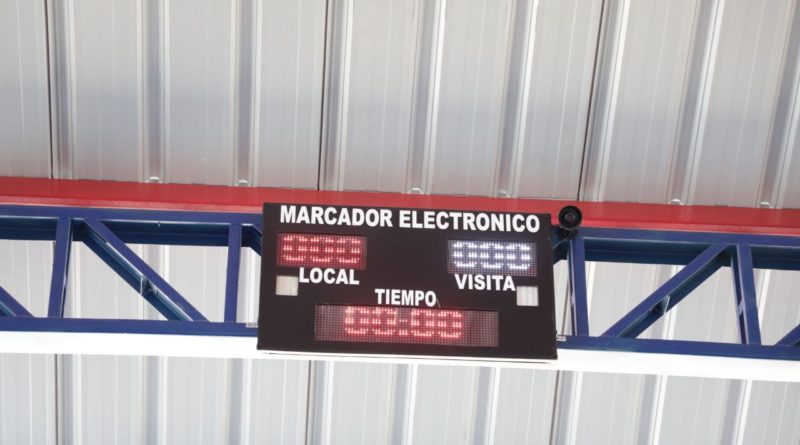 MARCADOR ELECTRONICO
000 000
LOCAL VISITA
TIEMPO
00:00